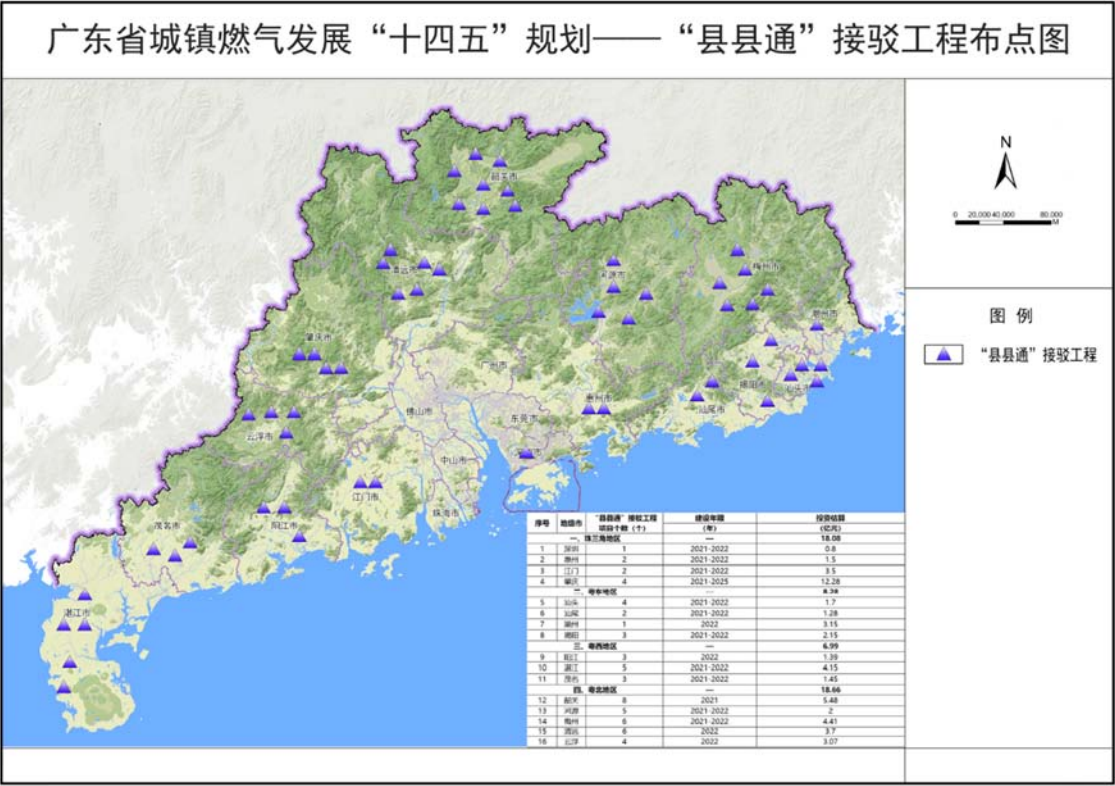 广东省城镇燃气发展“十四五”规划——“县县通”接驳工程布点图
N
0 20,000 40,000 80,000
M
图 例
“县县通”接驳工程
韶关市
清远市
河源市
梅州市
潮州市
肇庆市
广州市
惠州市
揭阳市
汕头市
佛山市
东莞市
汕尾市
云浮市
中山市
江门市
珠海市
茂名市
阳江市
湛江市
序号 地级市 “县县通”接驳工程项目个数（个） 建设年限（年） 投资估算（亿元）
一、珠三角地区 — 18.08
1 深圳 1 2021-2022 0.8
2 惠州 2 2021-2022 1.5
3 江门 2 2021-2022 3.5
4 肇庆 4 2021-2025 12.28
二、粤东地区 — 8.28
5 汕头 4 2021-2022 1.7
6 汕尾 2 2021-2022 1.28
7 潮州 1 2022 3.15
8 揭阳 3 2021-2022 2.15
三、粤西地区 — 6.99
9 阳江 3 2022 1.39
10 湛江 5 2021-2022 4.15
11 茂名 3 2021-2022 1.45
四、粤北地区 — 18.66
12 韶关 8 2021 5.48
13 河源 5 2021-2022 2
14 梅州 6 2021-2022 4.41
15 清远 6 2022 3.7
16 云浮 4 2022 3.07